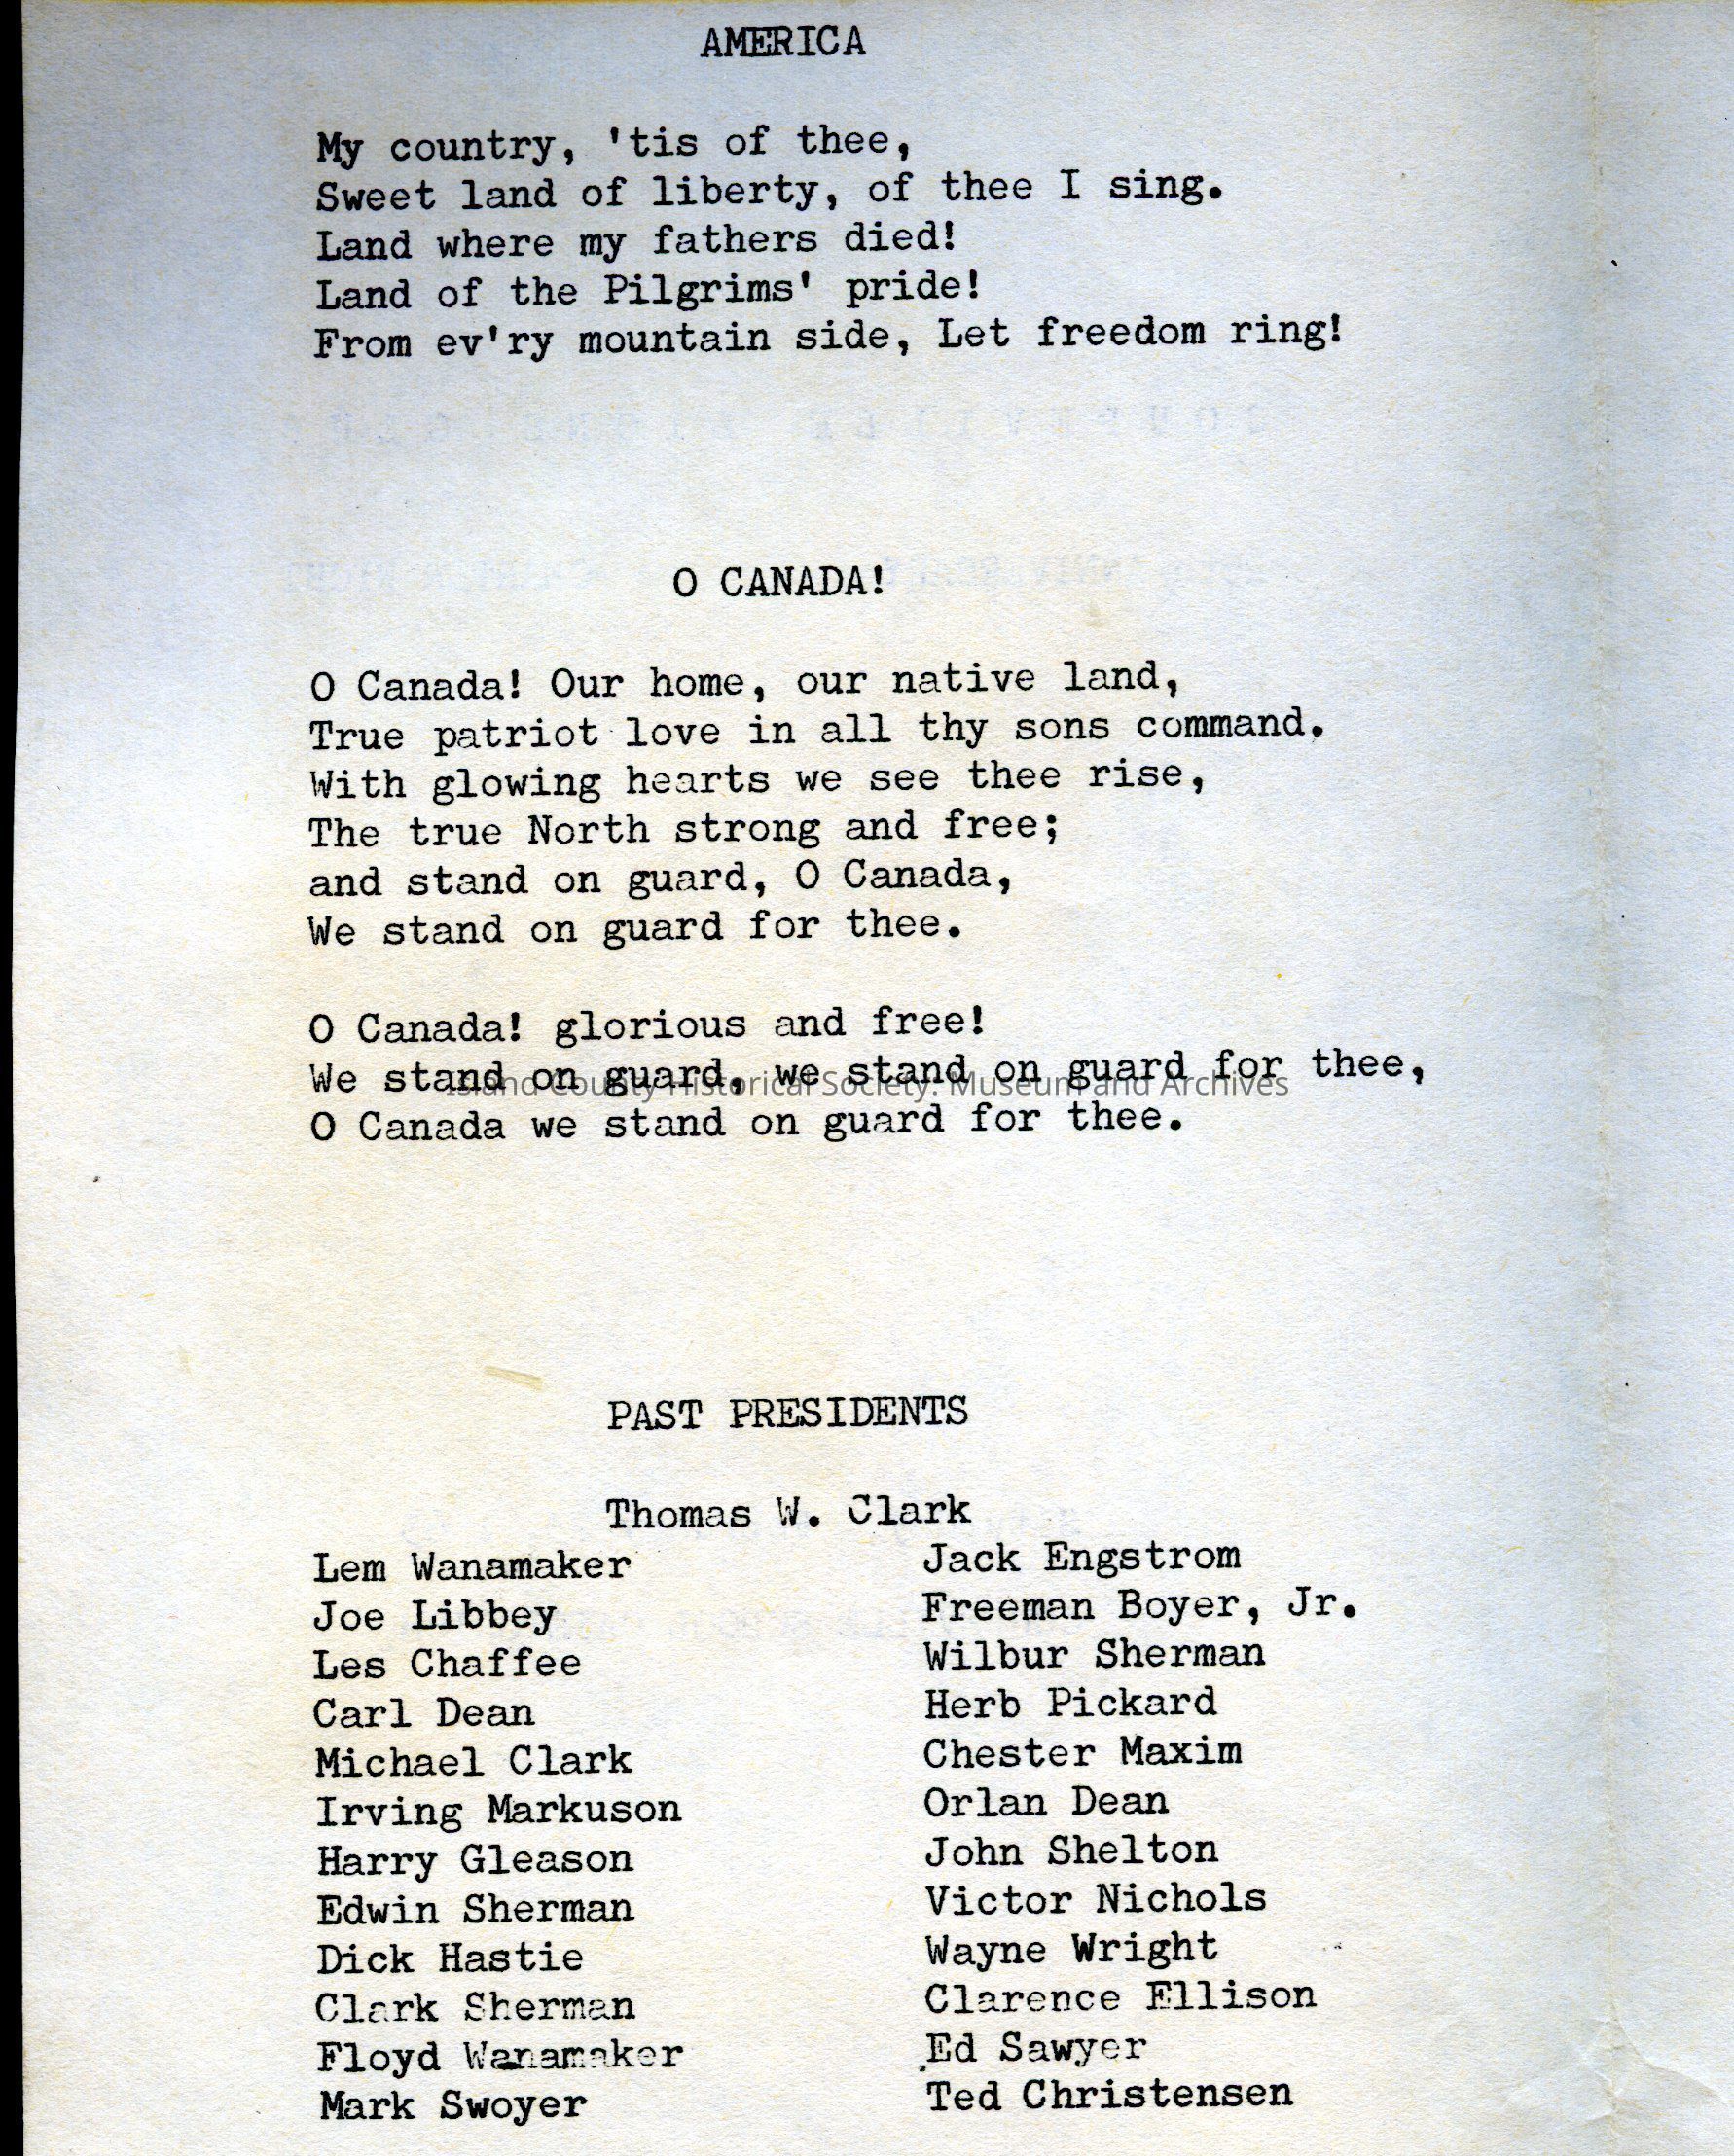 AMERICA
My country, 'tis of thee,
Sweet land of liberty, of thee I sing.
Land where my fathers died!
Land of the Pilgrims' pride!
From ev'ry mountain side, Let freedom ring!
O CANADA!
O Canada! Our home, our native land,
True patriot love in all thy sons command.
With glowing hearts we see thee rise,
The true North strong and free;
and stand on guard, O Canada,
We stand on guard for thee.
O Canada! glorious and free!
We stand on guard, we stand on guard for thee,
Island County Historical Society: Museum and Archives
O Canada we stand on guard for thee.
PAST PRESIDENTS
Thomas W. Clark
Lem Wanamaker
Joe Libbey
Les Chaffee
Carl Dean
Michael Clark
Irving Markuson
Harry Gleason
Edwin Sherman
Dick Hastie
Clark Sherman
Floyd Wanamaker
Mark Swoyer
Jack Engstrom
Freeman Boyer, Jr.
Wilbur Sherman
Herb Pickard
Chester Maxim
Orlan Dean
John Shelton
Victor Nichols
Wayne Wright
Clarence Ellison
Ed Sawyer
Ted Christensen